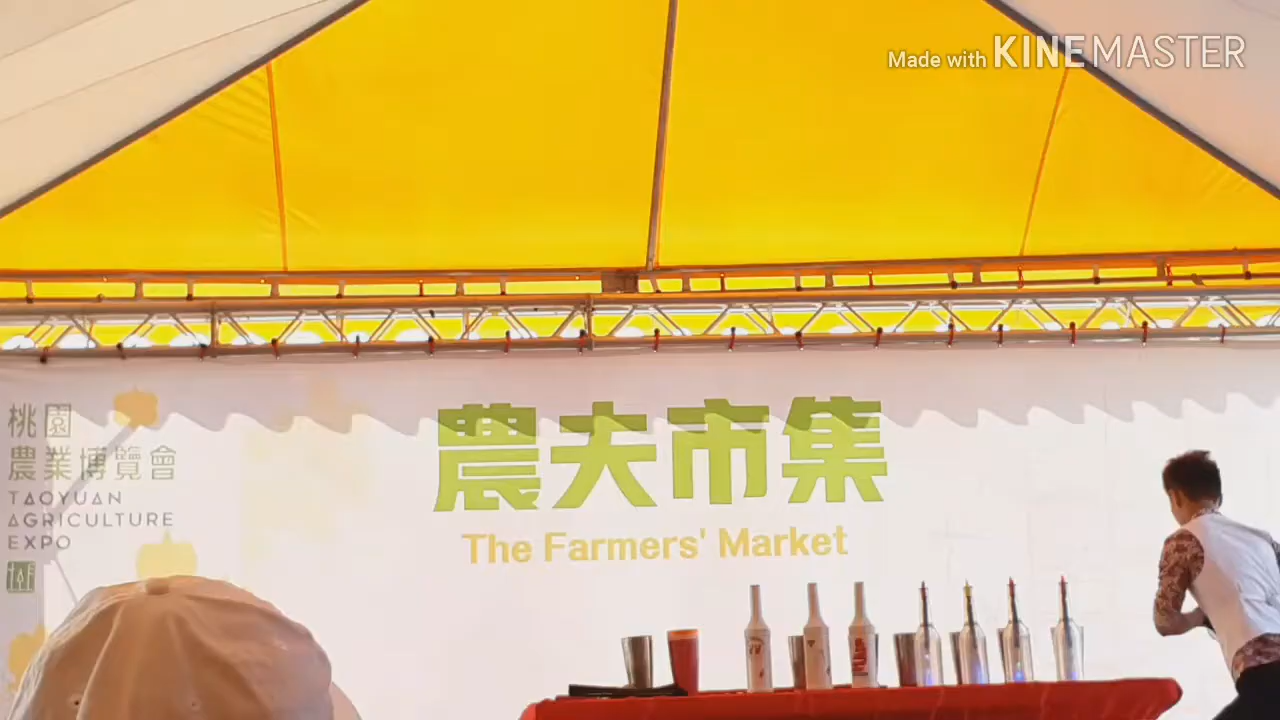 Made with KINEMASTER
桃園
農業博覽會
TAOYUAN
AGRICULTURE
EXPO
農夫市集
The Farmers' Market